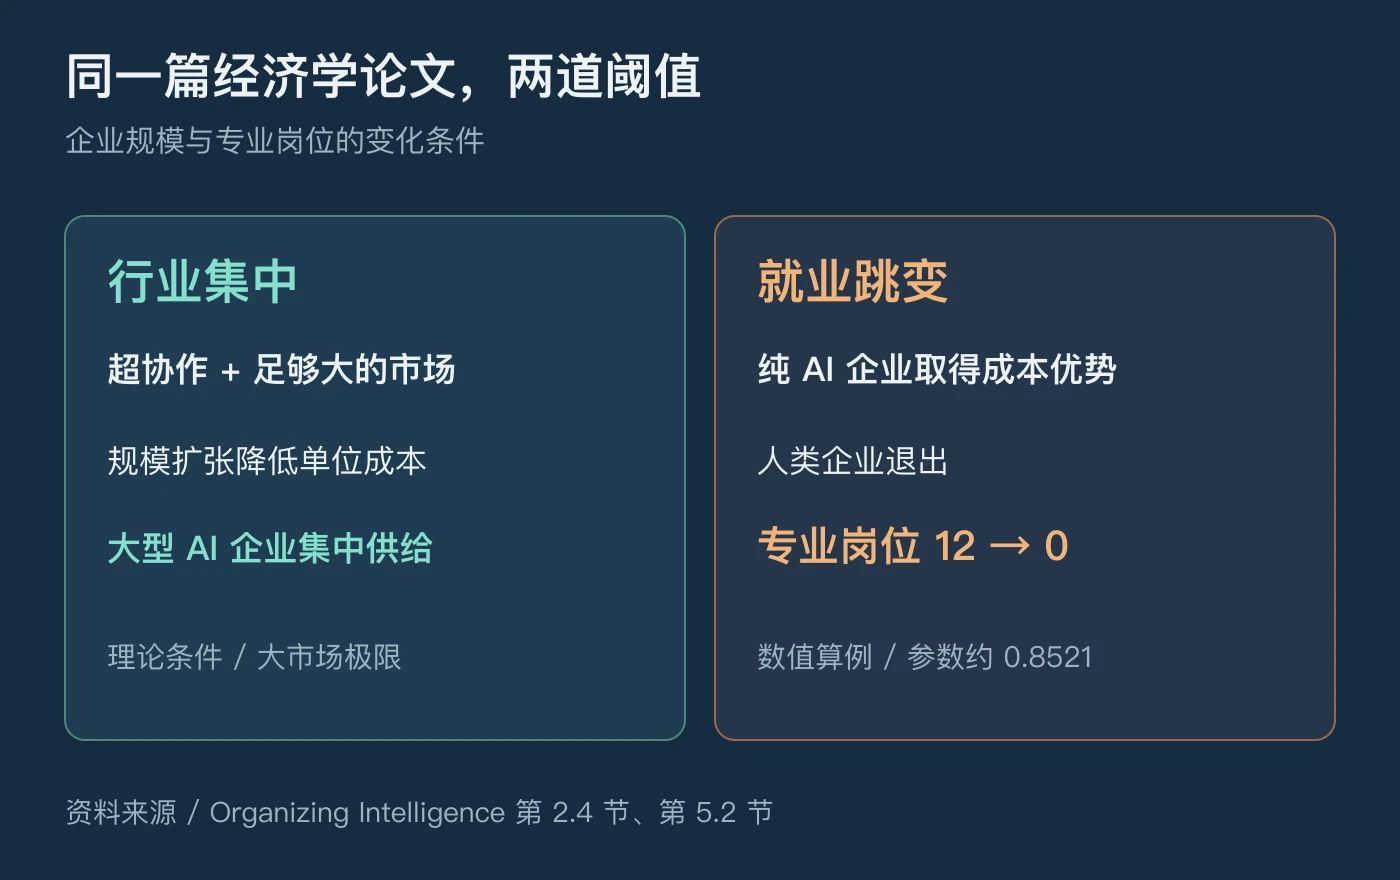 同一篇经济学论文，两道阈值
企业规模与专业岗位的变化条件
行业集中
超协作 + 足够大的市场
规模扩张降低单位成本
大型 AI 企业集中供给
理论条件 / 大市场极限
就业跳变
纯 AI 企业取得成本优势
人类企业退出
专业岗位 12 → 0
数值算例 / 参数约 0.8521
资料来源 / Organizing Intelligence 第 2.4 节、第 5.2 节